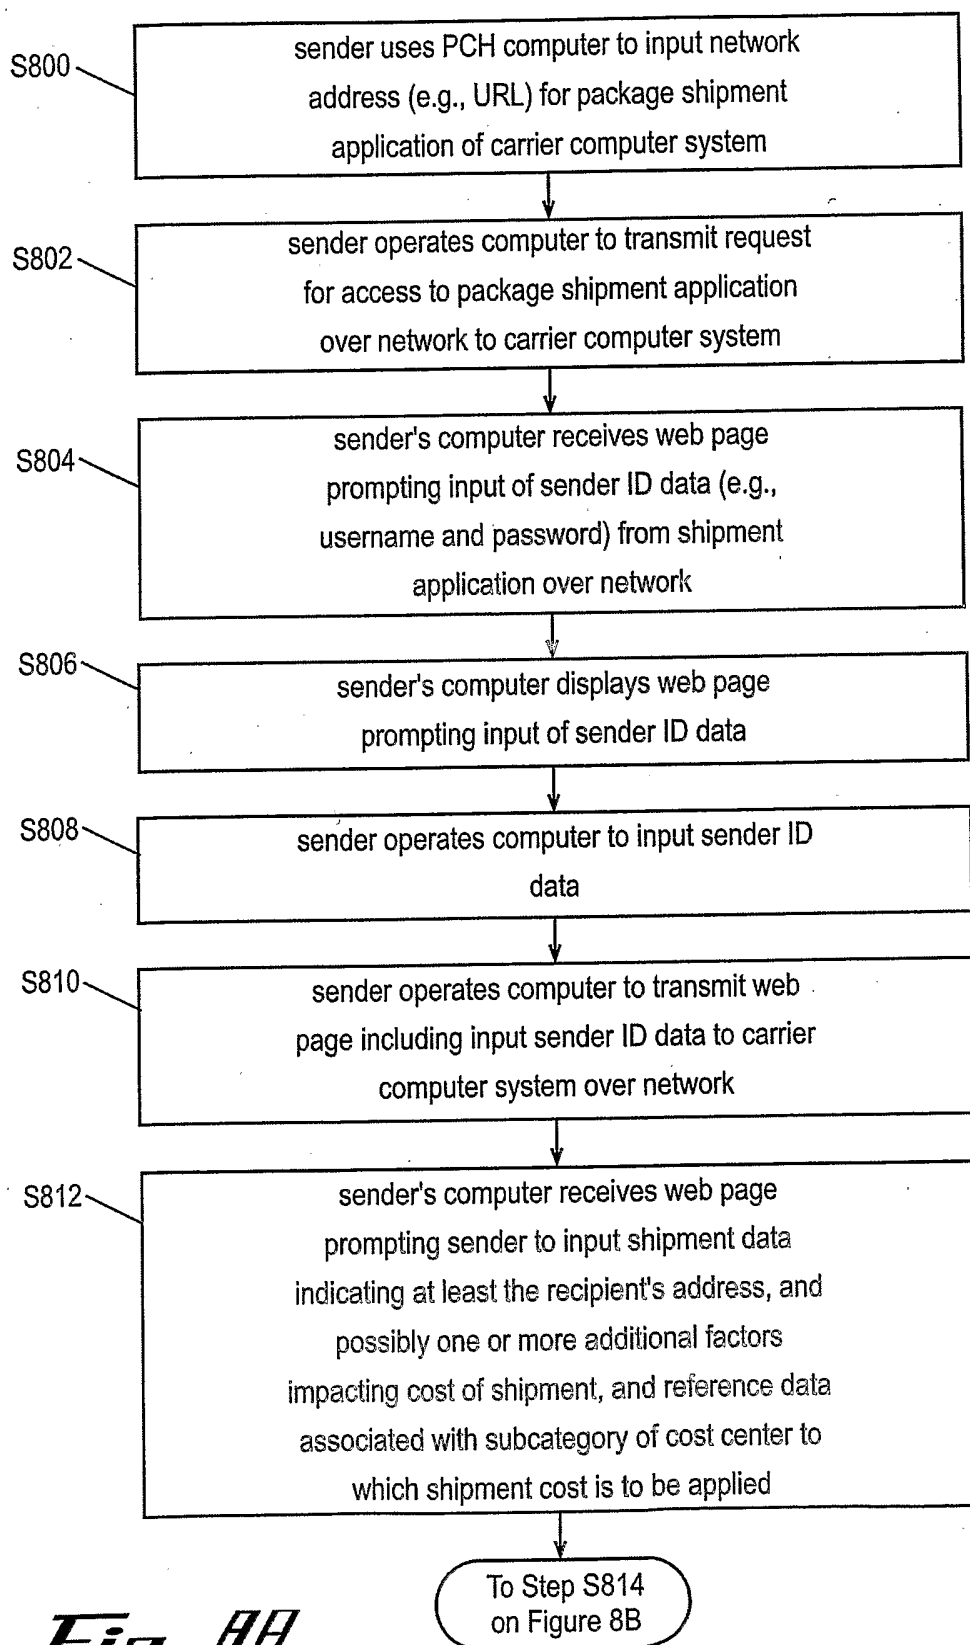 S800
sender uses PCH computer to input network
address (e.g., URL) for package shipment
application of carrier computer system
S802
sender operates computer to transmit request
for access to package shipment application
over network to carrier computer system
S804
sender's computer receives web page
prompting input of sender ID data (e.g.,
username and password) from shipment
application over network
S806
sender's computer displays web page
prompting input of sender ID data
S808
sender operates computer to input sender ID
data
S810
sender operates computer to transmit web
page including input sender ID data to carrier
computer system over network
S812
sender's computer receives web page
prompting sender to input shipment data
indicating at least the recipient's address, and
possibly one or more additional factors
impacting cost of shipment, and reference data
associated with subcategory of cost center to
which shipment cost is to be applied
To Step S814
on Figure 8B
Fig. 8A